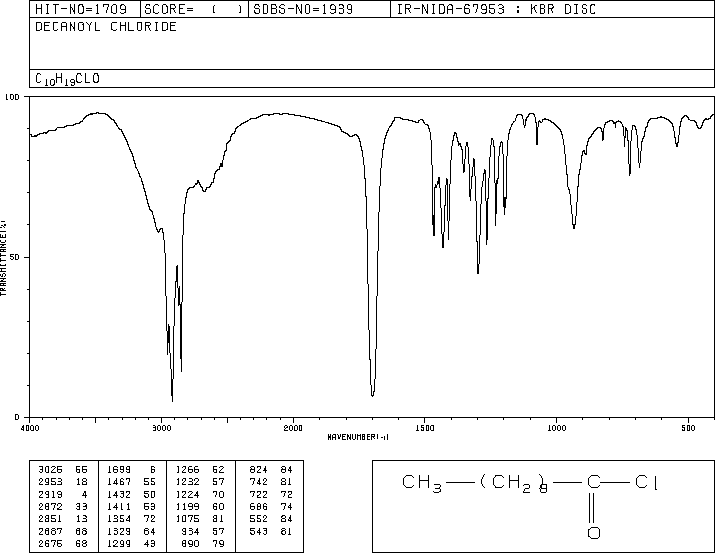 HIT-NO=1709 SCORE= ( ) SDBS-NO=1939 IR-NIDA-67953 : KBR DISC
DECANOYL CHLORIDE
C10H19CLO
100
50
0
TRANSMITTANCE(%)
4000 3000 2000 1500 1000 500
WAVENUMBER(-1)
3025 55 1699 6 1266 52 824 84
2953 18 1467 55 1232 57 742 81
2919 4 1432 50 1224 70 722 72
2872 33 1411 53 1199 60 686 74
2851 13 1354 72 1075 81 552 84
2687 68 1329 64 934 57 543 81
2675 68 1299 43 890 79
CH3—(CH2)8—C—Cl
O